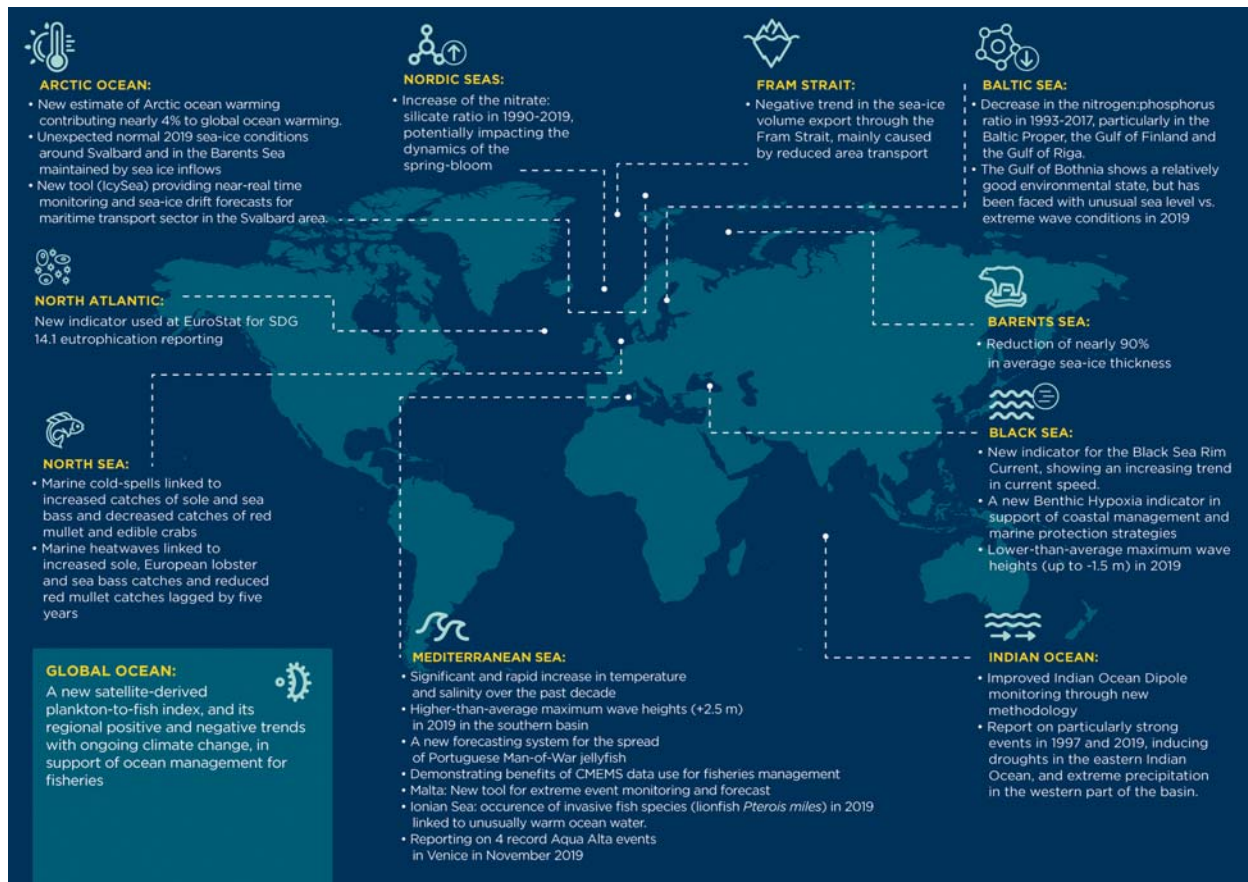 ARCTIC OCEAN:
• New estimate of Arctic ocean warming
contributing nearly 4% to global ocean warming.
• Unexpected normal 2019 sea-ice conditions
around Svalbard and in the Barents Sea
maintained by sea ice inflows
• New tool (IcySea) providing near-real time
monitoring and sea-ice drift forecasts for
maritime transport sector in the Svalbard area.
NORDIC SEAS:
• Increase of the nitrate:
silicate ratio in 1990-2019,
potentially impacting the
dynamics of the
spring-bloom
FRAM STRAIT:
• Negative trend in the sea-ice
volume export through the
Fram Strait, mainly caused
by reduced area transport
BALTIC SEA:
• Decrease in the nitrogen:phosphorus
ratio in 1993-2017, particularly in the
Baltic Proper, the Gulf of Finland and
the Gulf of Riga.
• The Gulf of Bothnia shows a relatively
good environmental state, but has
been faced with unusual sea level vs.
extreme wave conditions in 2019
NORTH ATLANTIC:
New indicator used at EuroStat for SDG
14.1 eutrophication reporting
BARENTS SEA:
• Reduction of nearly 90%
in average sea-ice thickness
NORTH SEA:
• Marine cold-spells linked to
increased catches of sole and sea
bass and decreased catches of red
mullet and edible crabs
• Marine heatwaves linked to
increased sole, European lobster
and sea bass catches and reduced
red mullet catches lagged by five
years
BLACK SEA:
• New indicator for the Black Sea Rim
Current, showing an increasing trend
in current speed.
• A new Benthic Hypoxia indicator in
support of coastal management and
marine protection strategies
• Lower-than-average maximum wave
heights (up to -1.5 m) in 2019
GLOBAL OCEAN:
A new satellite-derived
plankton-to-fish index, and its
regional positive and negative trends
with ongoing climate change, in
support of ocean management for
fisheries
MEDITERRANEAN SEA:
• Significant and rapid increase in temperature
and salinity over the past decade
• Higher-than-average maximum wave heights (+2.5 m)
in 2019 in the southern basin
• A new forecasting system for the spread
of Portuguese Man-of-War jellyfish
• Demonstrating benefits of CMEMS data use for fisheries management
• Malta: New tool for extreme event monitoring and forecast
• Ionian Sea: occurence of invasive fish species (lionfish Pterois miles) in 2019
linked to unusually warm ocean water.
• Reporting on 4 record Aqua Alta events
in Venice in November 2019
INDIAN OCEAN:
• Improved Indian Ocean Dipole
monitoring through new
methodology
• Report on particularly strong
events in 1997 and 2019, inducing
droughts in the eastern Indian
Ocean, and extreme precipitation
in the western part of the basin.